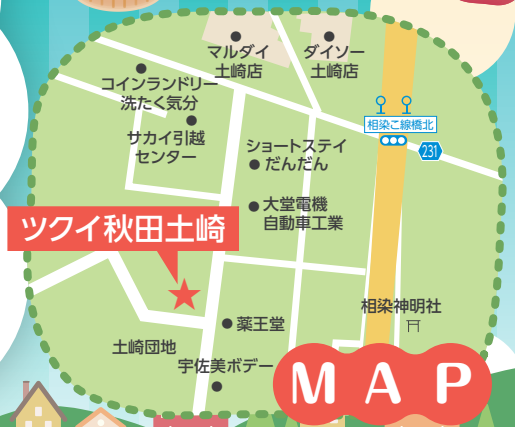 マルダイ
土崎店
ダイソー
土崎店
コインランドリー
洗たく気分
サカイ引越
センター
相染こ線橋北
231
ショートステイ
だんだん
大堂電機
自動車工業
ツクイ秋田土崎
相染神明社
薬王堂
土崎団地
宇佐美ボデー
MAP